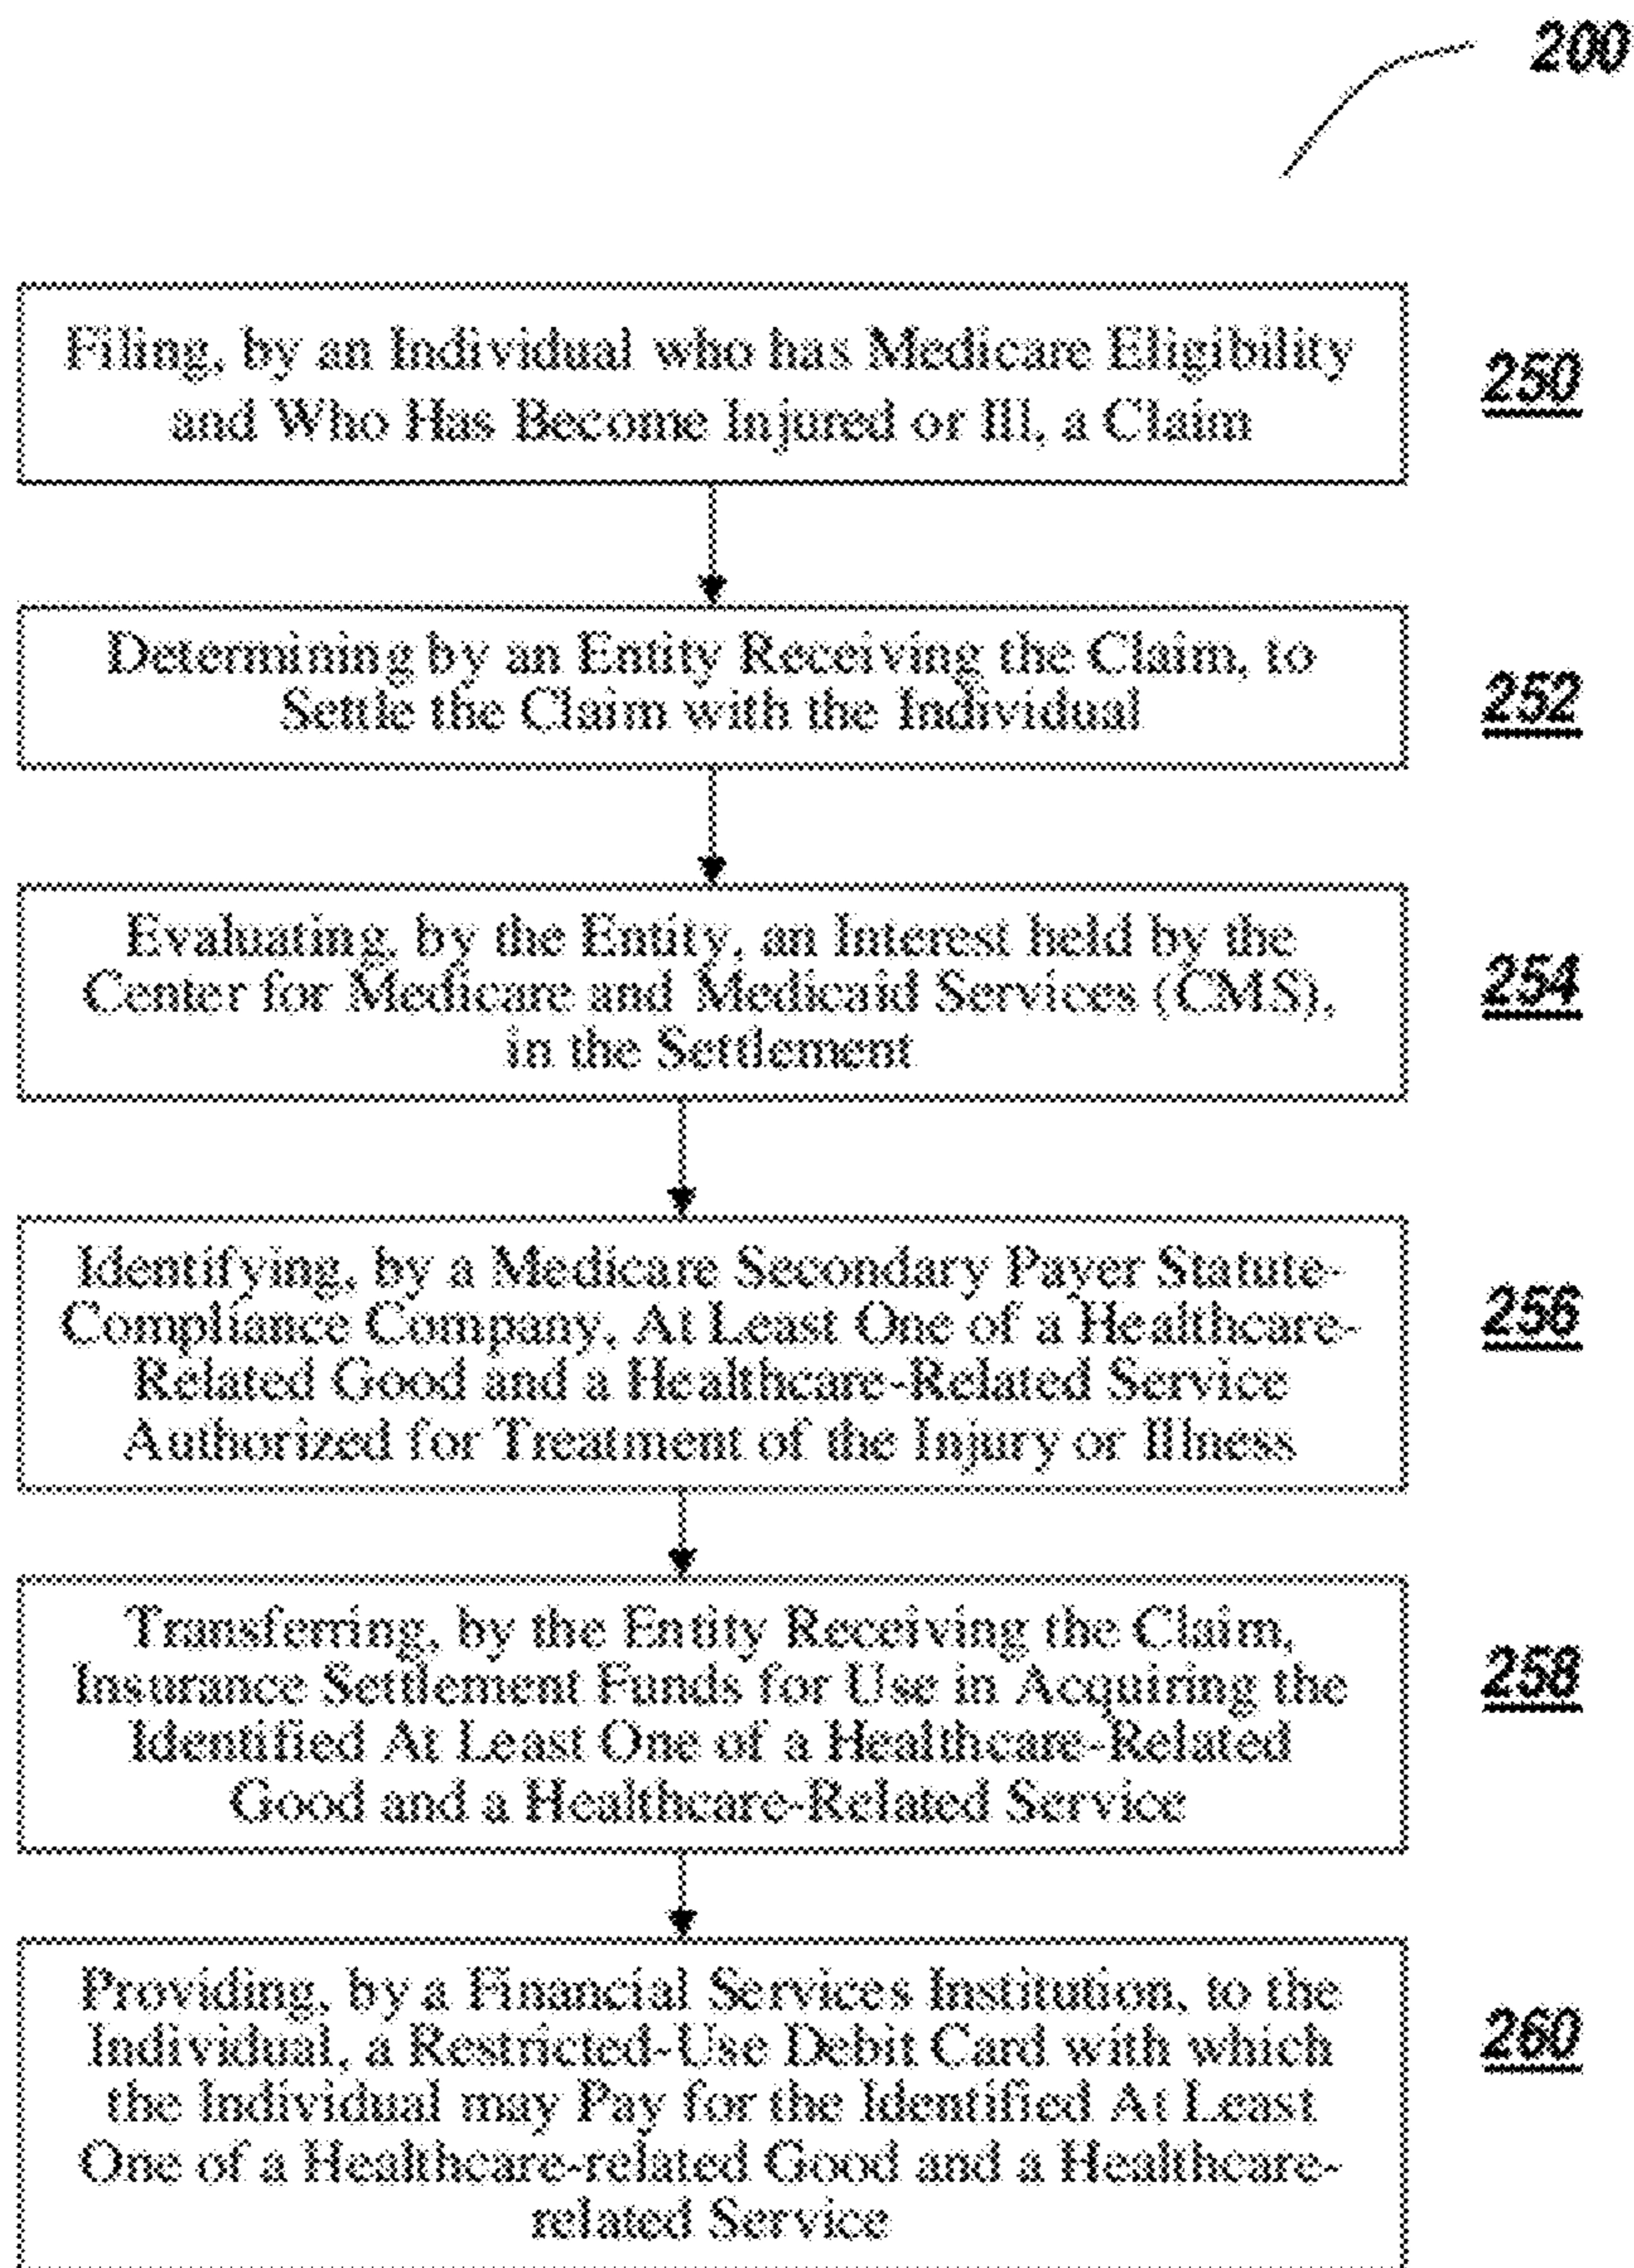 200
Filing, by an Individual who has Medicare Eligibility
and Who Has Become Injured or Ill, a Claim
250
Determining by an Entity Receiving the Claim, to
Settle the Claim with the Individual
252
Evaluating, by the Entity, an Interest held by the
Center for Medicare and Medicaid Services (CMS),
in the Settlement
254
Identifying, by a Medicare Secondary Payer Statute-
Compliance Company, At Least One of a Healthcare-
Related Good and a Healthcare-Related Service
Authorized for Treatment of the Injury or Illness
256
Transferring, by the Entity Receiving the Claim,
Insurance Settlement Funds for Use in Acquiring the
Identified At Least One of a Healthcare-Related
Good and a Healthcare-Related Service
258
Providing, by a Financial Services Institution, to the
Individual, a Restricted-Use Debit Card with which
the Individual may Pay for the Identified At Least
One of a Healthcare-related Good and a Healthcare-
related Service
260